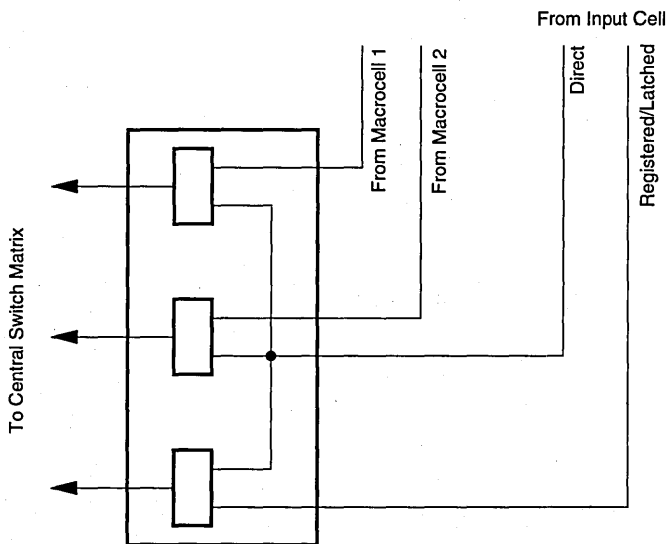 From Input Cell
From Macrocell 1
From Macrocell 2
Direct
Registered/Latched
To Central Switch Matrix